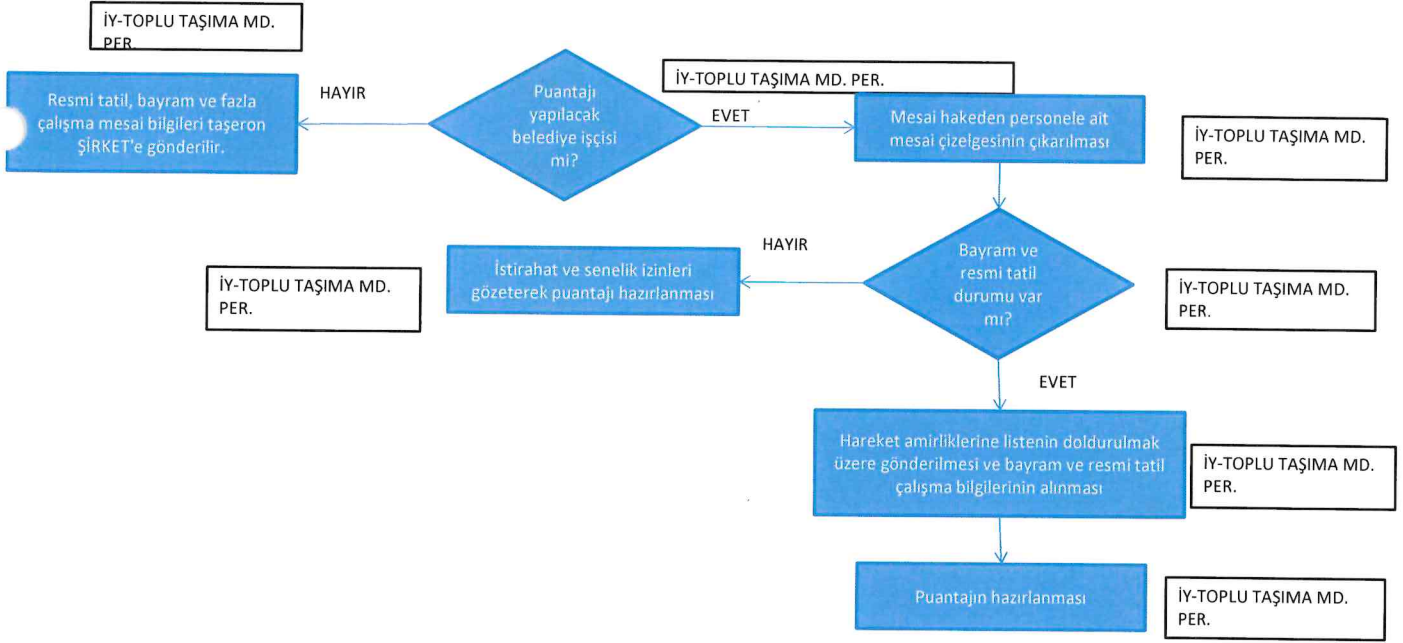 İY-TOPLU TAŞIMA MD.
PER.
Resmi tatil, bayram ve fazla
çalışma mesai bilgileri taşeron
ŞİRKET'e gönderilir.
HAYIR
Puantajı
yapılacak
belediye işçisi
mi?
EVET
İY-TOPLU TAŞIMA MD. PER.
Mesai hakeden personele ait
mesai çizelgesinin çıkarılması
İY-TOPLU TAŞIMA MD.
PER.
Bayram ve
resmi tatil
durumu var
mı?
İY-TOPLU TAŞIMA MD.
PER.
HAYIR
İstirahat ve senelik izinleri
gözeterek puantajı hazırlanması
İY-TOPLU TAŞIMA MD.
PER.
EVET
Hareket amirliklerine listenin doldurulmak
üzere gönderilmesi ve bayram ve resmi tatil
çalışma bilgilerinin alınması
İY-TOPLU TAŞIMA MD.
PER.
Puantajın hazırlanması
İY-TOPLU TAŞIMA MD.
PER.